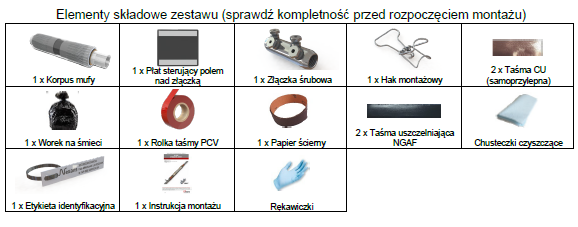 Elementy składowe zestawu (sprawdź kompletność przed rozpoczęciem montażu)
1 x Korpus mufy
1 x Płat sterujący polem
nad złączką
1 x Złączka śrubowa
1 x Hak montażowy
2 x Taśma CU
(samoprzylepna)
1 x Worek na śmieci
1 x Rolka taśmy PCV
1 x Papier ścierny
2 x Taśma uszczelniająca
NGAF
Chusteczki czyszczące
1 x Etykieta identyfikacyjna
1 x Instrukcja montażu
Rękawiczki